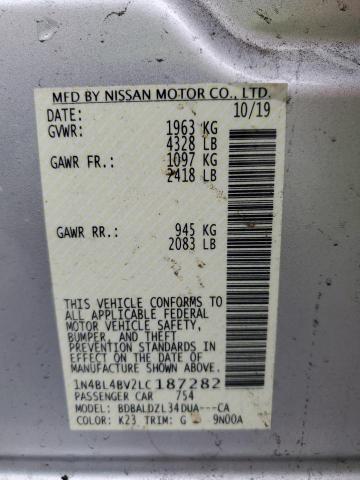 MFD BY NISSAN MOTOR CO., LTD.
DATE: 10/19
GVWR: 1963 KG
4328 LB
GAWR FR.: 1097 KG
2418 LB
GAWR RR.: 945 KG
2083 LB
THIS VEHICLE CONFORMS TO
ALL APPLICABLE FEDERAL
MOTOR VEHICLE SAFETY,
BUMPER, AND THEFT
PREVENTION STANDARDS IN
EFFECT ON THE DATE OF
MANUFACTURE SHOWN ABOVE.
1N4BL4BV2LC187282
PASSENGER CAR 754
MODEL: BDBALDZL34DUA---CA
COLOR: K23 TRIM: G 9N00A